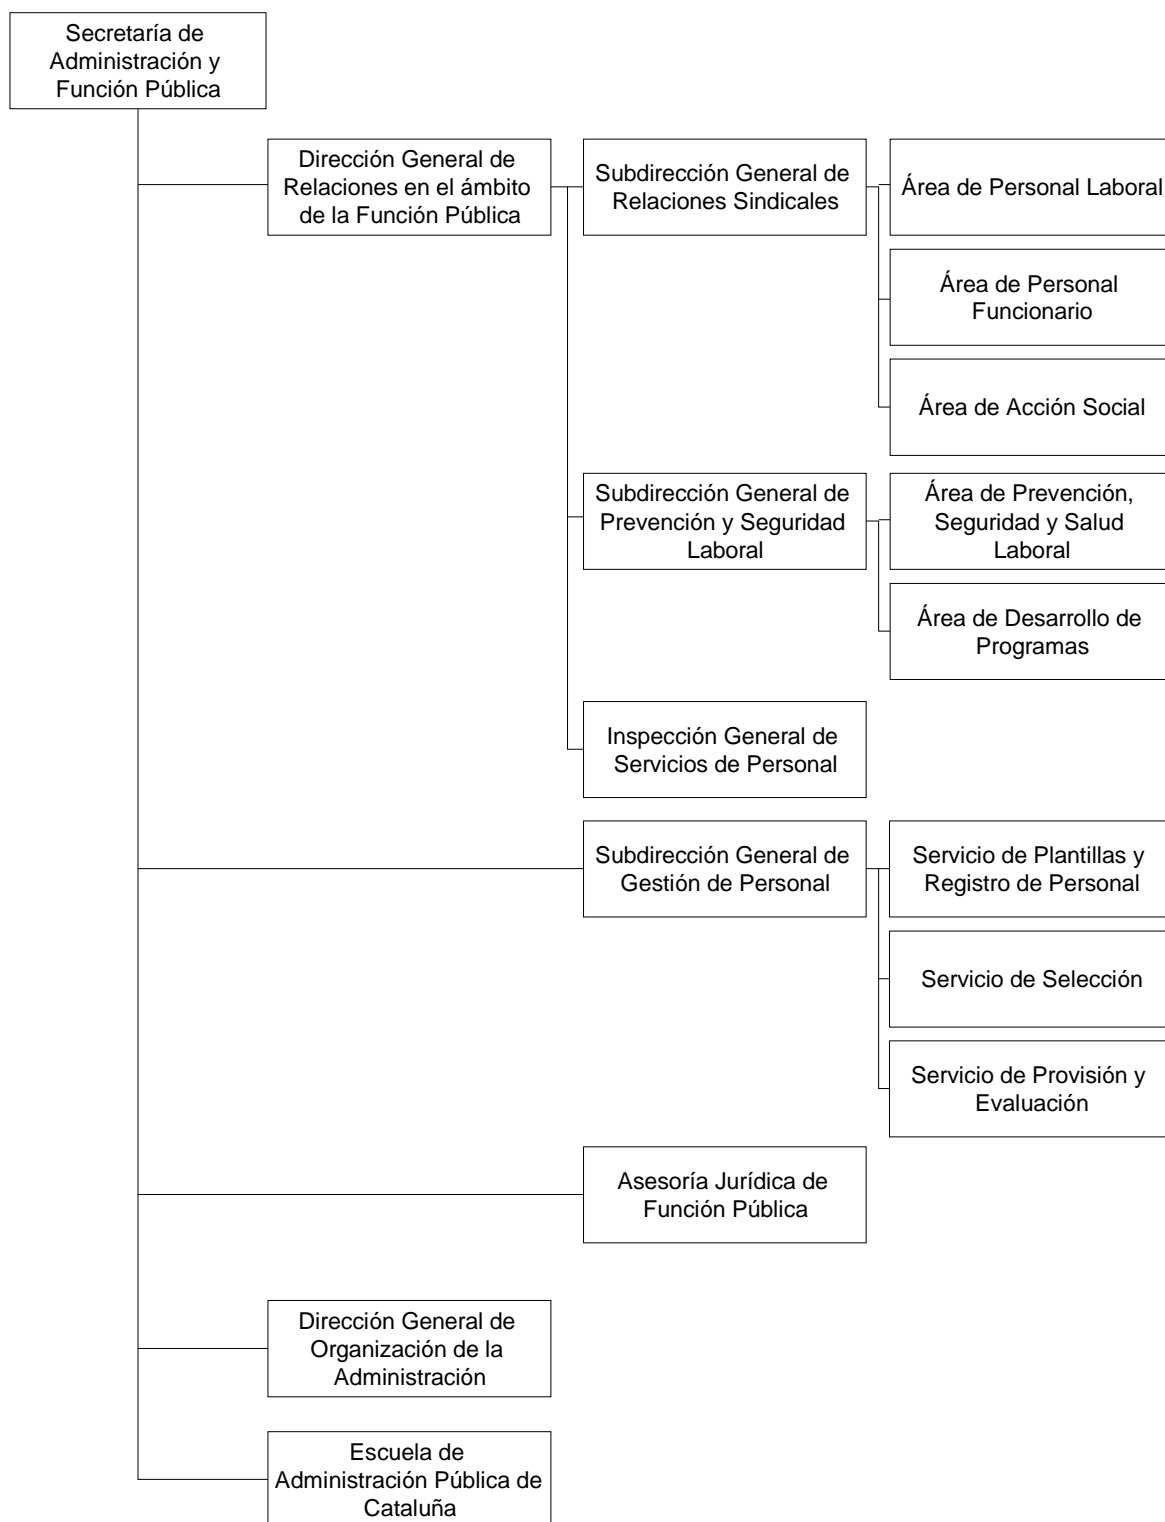 Secretaría de
Administración y
Función Pública
Dirección General de
Relaciones en el ámbito
de la Función Pública
Subdirección General de
Relaciones Sindicales
Área de Personal Laboral
Área de Personal
Funcionario
Área de Acción Social
Subdirección General de
Prevención y Seguridad
Laboral
Área de Prevención,
Seguridad y Salud
Laboral
Área de Desarrollo de
Programas
Inspección General de
Servicios de Personal
Subdirección General de
Gestión de Personal
Servicio de Plantillas y
Registro de Personal
Servicio de Selección
Servicio de Provisión y
Evaluación
Asesoría Jurídica de
Función Pública
Dirección General de
Organización de la
Administración
Escuela de
Administración Pública de
Cataluña